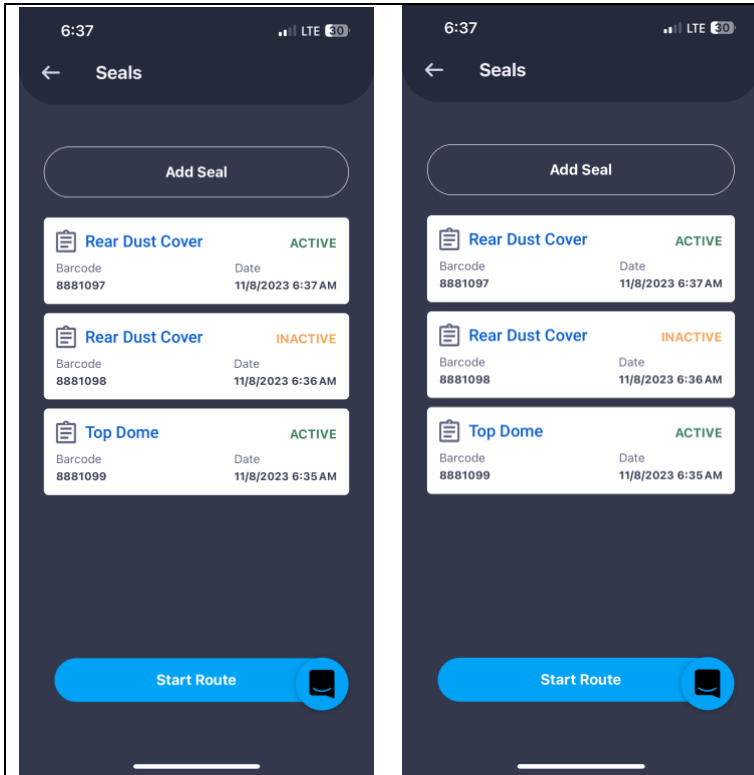 6:37 LTE 30
Seals
Add Seal
Rear Dust Cover ACTIVE
Barcode Date
8881097 11/8/2023 6:37 AM
Rear Dust Cover INACTIVE
Barcode Date
8881098 11/8/2023 6:36 AM
Top Dome ACTIVE
Barcode Date
8881099 11/8/2023 6:35 AM
Start Route
6:37 LTE 30
Seals
Add Seal
Rear Dust Cover ACTIVE
Barcode Date
8881097 11/8/2023 6:37 AM
Rear Dust Cover INACTIVE
Barcode Date
8881098 11/8/2023 6:36 AM
Top Dome ACTIVE
Barcode Date
8881099 11/8/2023 6:35 AM
Start Route